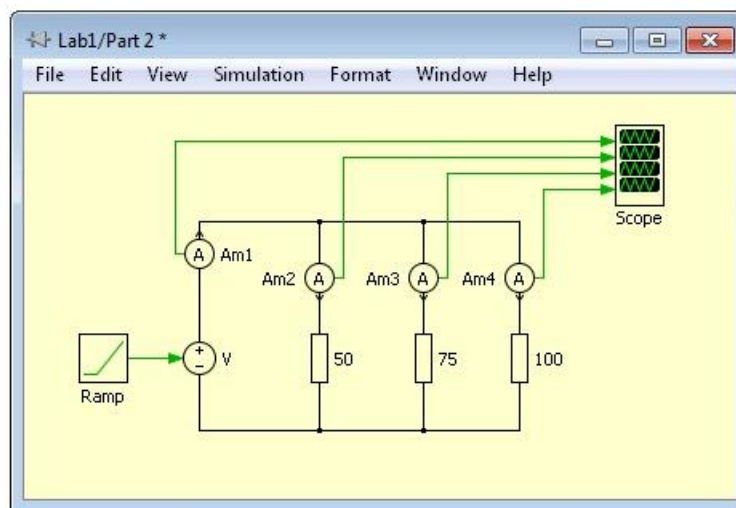 Lab1/Part 2 *
File Edit View Simulation Format Window Help
Scope
A Am1
Am2 A Am3 A Am4 A
Ramp
+
− V
50 75 100